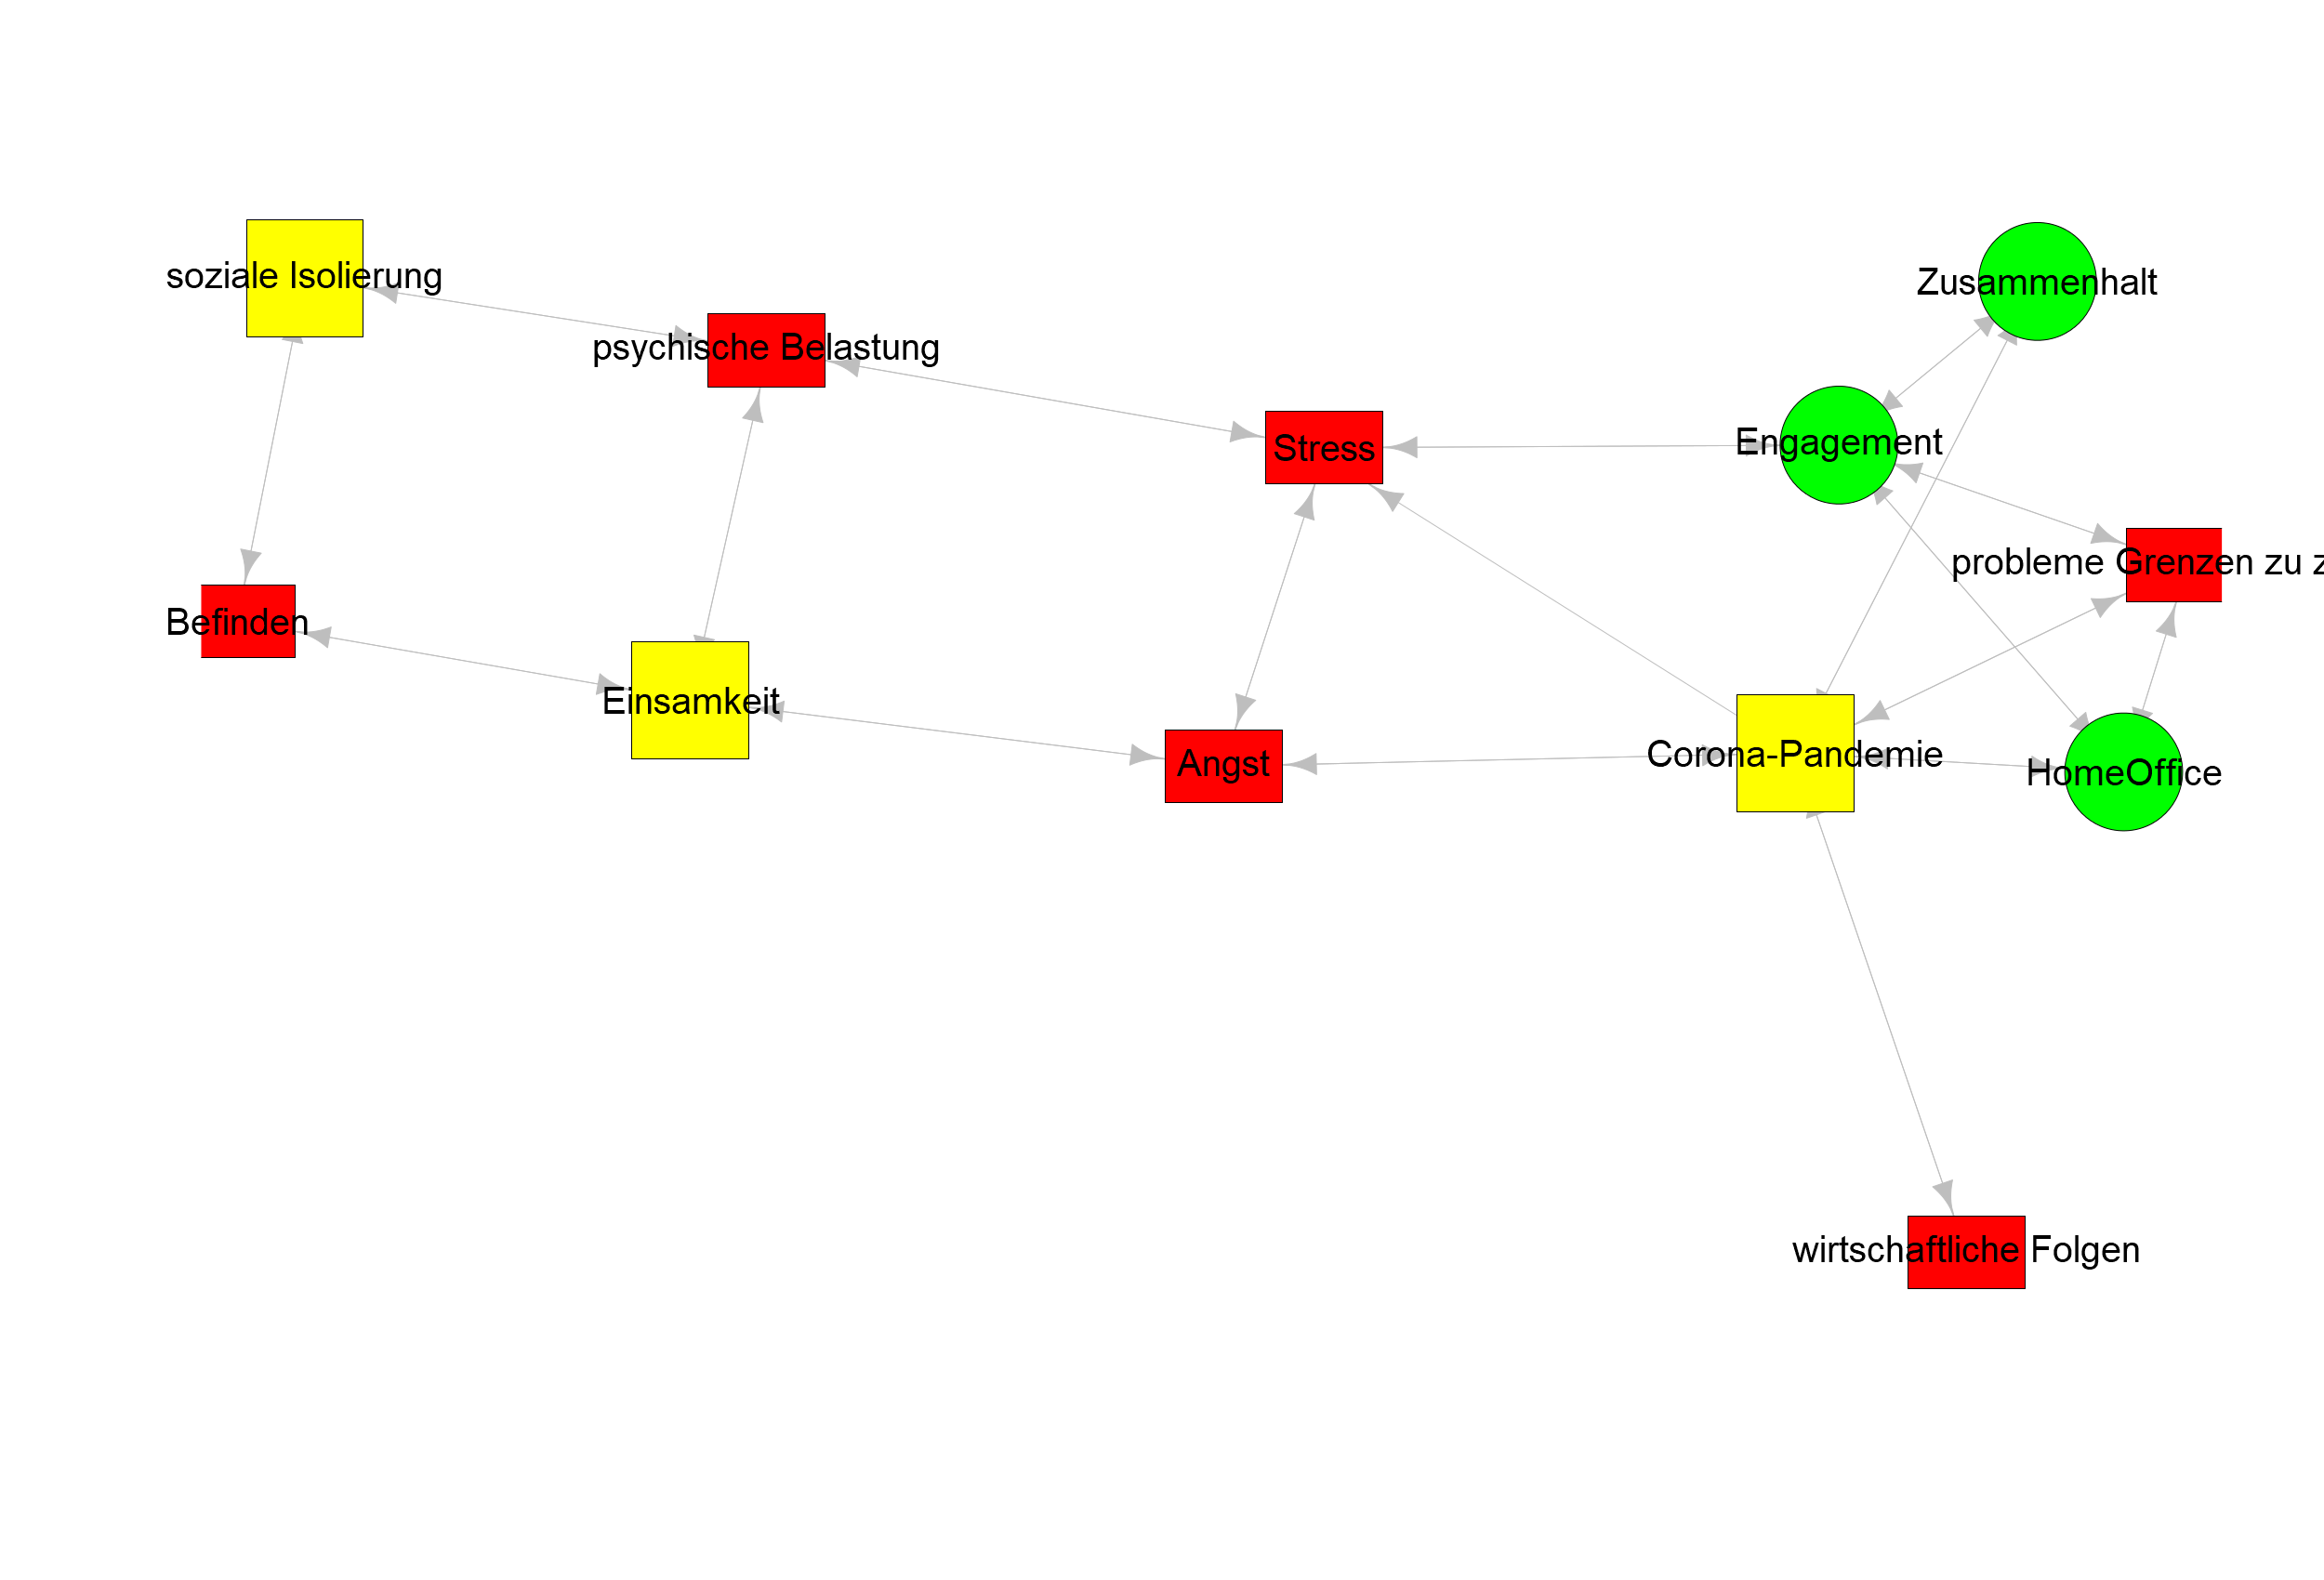 soziale Isolierung
Zusammenhalt
psychische Belastung
Stress
Engagement
probleme Grenzen zu
Befinden
Einsamkeit
Angst
Corona-Pandemie
HomeOffice
wirtschaftliche Folgen